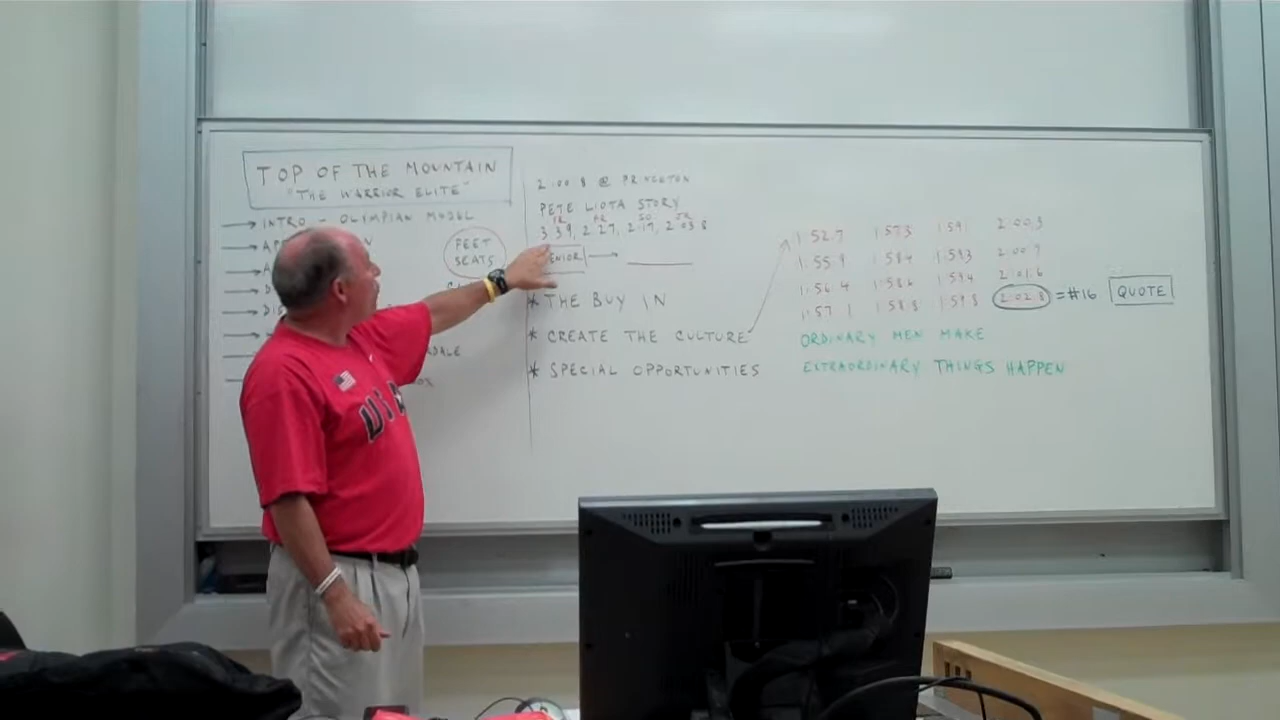 TOP OF THE MOUNTAIN
"THE WARRIOR ELITE"
INTRO - OLYMPIAN MODEL
FEET
SEATS
2:00 8 @ PRINCETON
PETE LIOTA STORY
FR SO JR
3:39, 2:27, 2:17, 2:03 8
ENIOR
* THE BUY IN
* CREATE THE CULTURE
* SPECIAL OPPORTUNITIES
1:52.7 1:57.3 1:59.1 2:00.3
1:55.9 1:58.4 1:59.3 2:00.9
1:56.4 1:58.6 1:59.4 2:01.6
1:57.1 1:58.8 1:59.8 2:02.8 = #16 QUOTE
ORDINARY MEN MAKE
EXTRAORDINARY THINGS HAPPEN